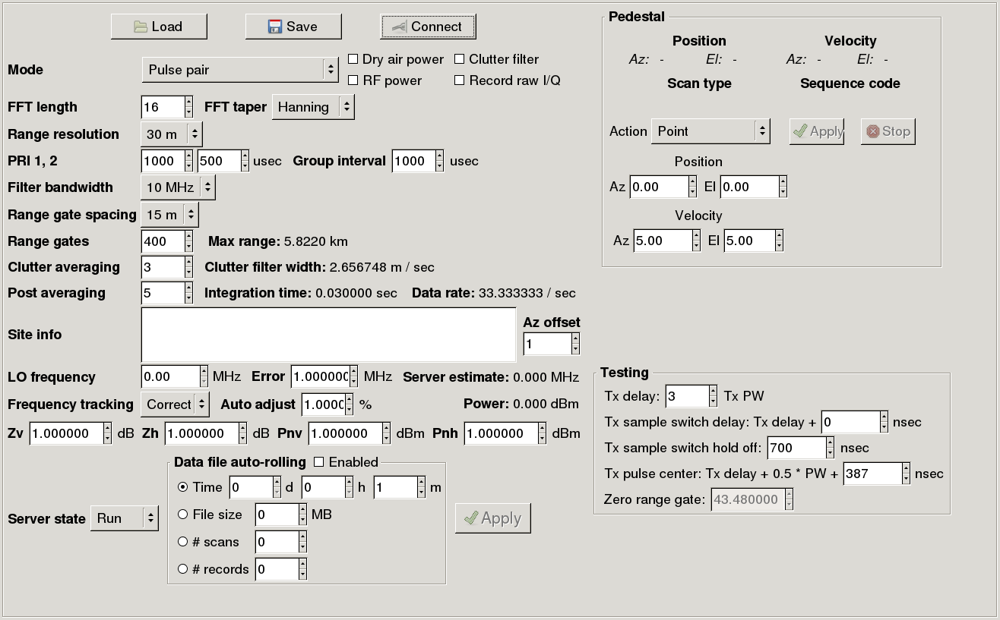 Load Save Connect
Mode Pulse pair
Dry air power Clutter filter
RF power Record raw I/Q
FFT length 16 FFT taper Hanning
Range resolution 30 m
PRI 1, 2 1000 500 usec Group interval 1000 usec
Filter bandwidth 10 MHz
Range gate spacing 15 m
Range gates 400 Max range: 5.8220 km
Clutter averaging 3 Clutter filter width: 2.656748 m / sec
Post averaging 5 Integration time: 0.030000 sec Data rate: 33.333333 / sec
Site info
Az offset
1
LO frequency 0.00 MHz Error 1.000000 MHz Server estimate: 0.000 MHz
Frequency tracking Correct Auto adjust 1.0000 % Power: 0.000 dBm
Zv 1.000000 dB Zh 1.000000 dB Pnv 1.000000 dBm Pnh 1.000000 dBm
Server state Run
Data file auto-rolling Enabled
Time 0 d 0 h 1 m
File size 0 MB
# scans 0
# records 0
Apply
Pedestal
Position Velocity
Az: - El: - Az: - El: -
Scan type Sequence code
Action Point Apply Stop
Position
Az 0.00 El 0.00
Velocity
Az 5.00 El 5.00
Testing
Tx delay: 3 Tx PW
Tx sample switch delay: Tx delay + 0 nsec
Tx sample switch hold off: 700 nsec
Tx pulse center: Tx delay + 0.5 * PW + 387 nsec
Zero range gate: 43.480000